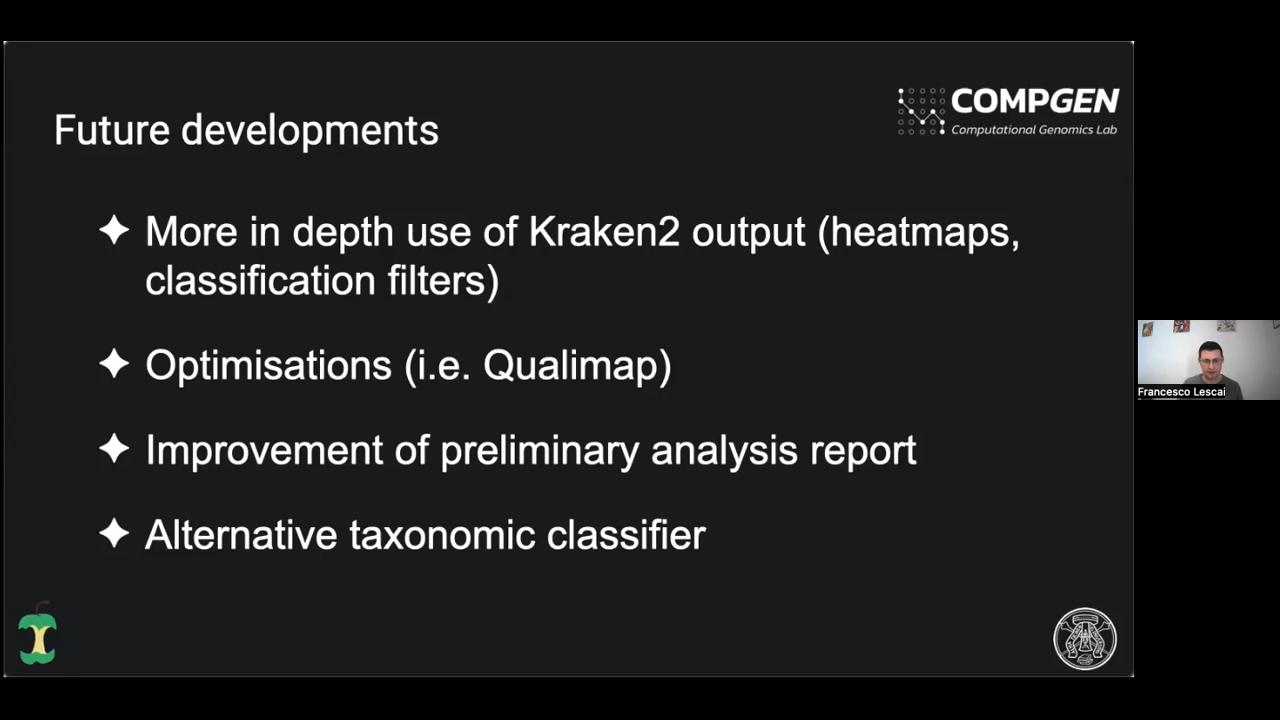 COMPGEN
Computational Genomics Lab
Future developments
More in depth use of Kraken2 output (heatmaps,
classification filters)
Optimisations (i.e. Qualimap)
Improvement of preliminary analysis report
Alternative taxonomic classifier
Francesco Lescai